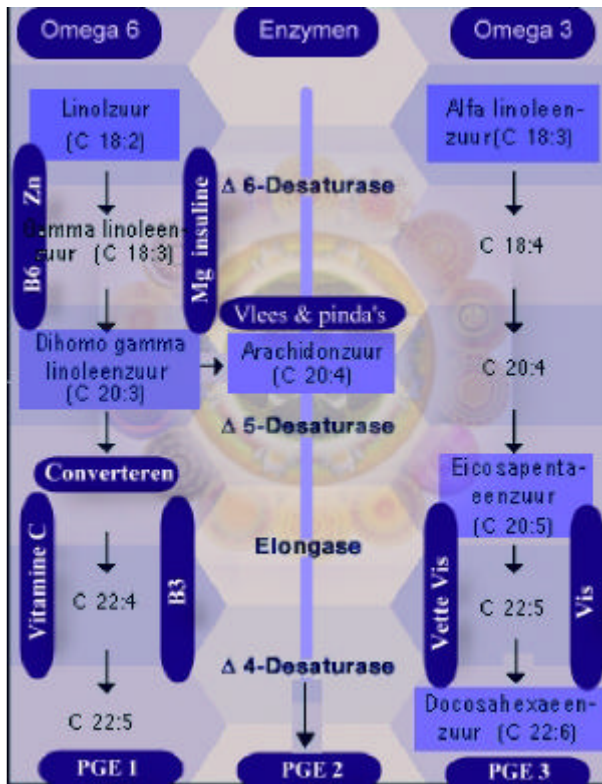 Omega 6
Enzymen
Omega 3
Linolzuur
(C 18:2)
Alfa linoleen-
zuur(C 18:3)
B6 Zn
Mg insuline
Δ 6-Desaturase
Gamma linoleen-
zuur (C 18:3)
C 18:4
Vlees & pinda's
Dihomo gamma
linoleenzuur
(C 20:3)
Arachidonzuur
(C 20:4)
C 20:4
Δ 5-Desaturase
Converteren
Eicosapenta-
eenzuur
(C 20:5)
Vitamine C
B3
Elongase
Vette Vis
Vis
C 22:4
C 22:5
Δ 4-Desaturase
C 22:5
Docosahexaeen-
zuur (C 22:6)
PGE 1
PGE 2
PGE 3